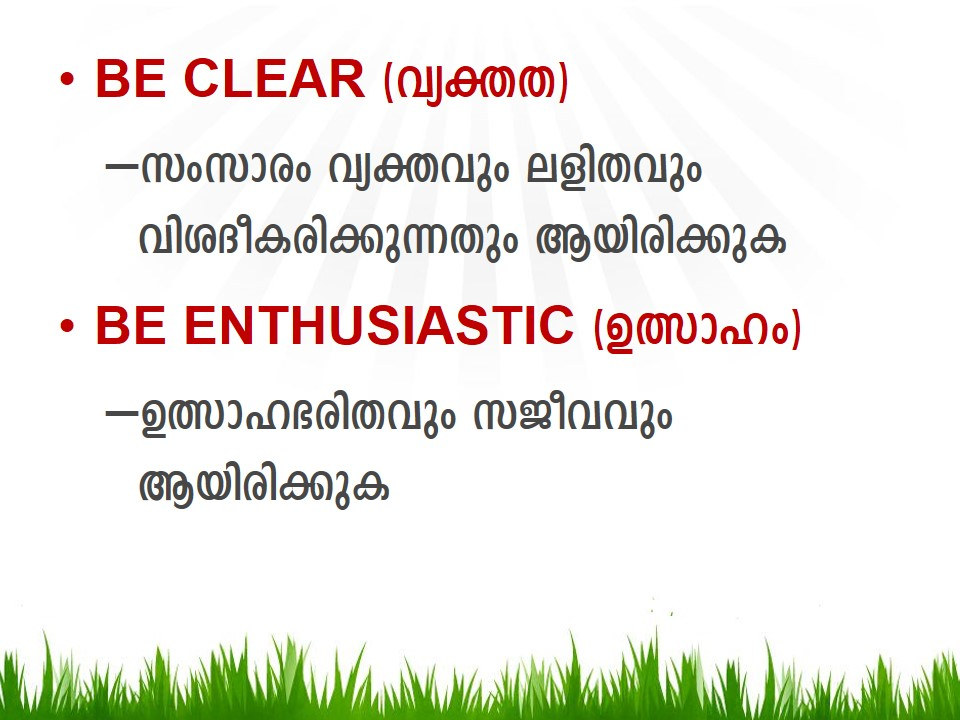 • BE CLEAR (വ്യക്തത)
–സംസാരം വ്യക്തവും ലളിതവും
വിശദീകരിക്കുന്നതും ആയിരിക്കുക
• BE ENTHUSIASTIC (ഉത്സാഹം)
–ഉത്സാഹഭരിതവും സജീവവും
ആയിരിക്കുക